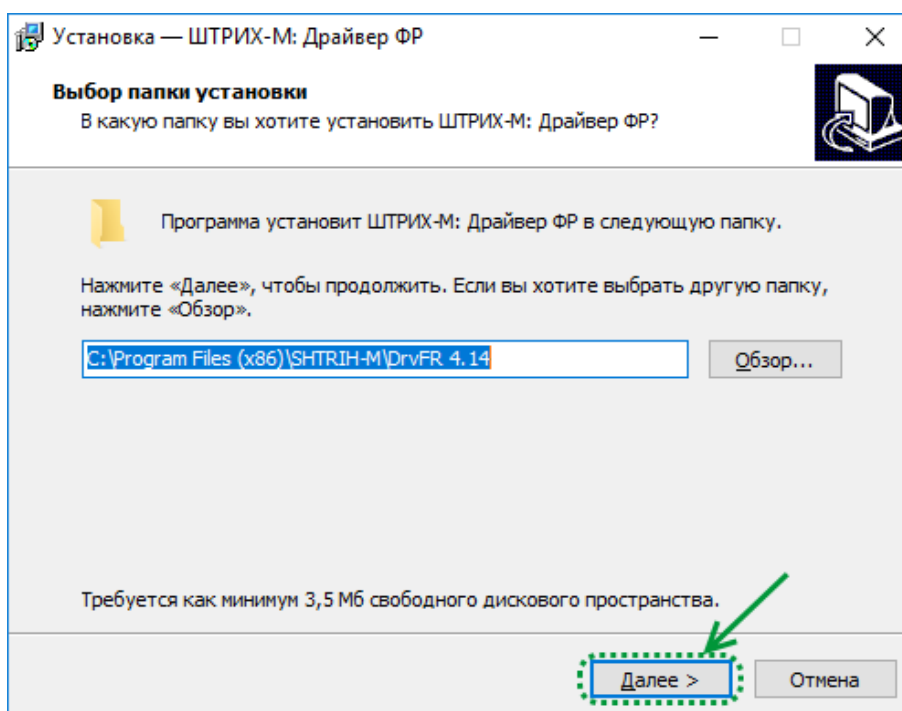 Установка — ШТРИХ-М: Драйвер ФР
Выбор папки установки
В какую папку вы хотите установить ШТРИХ-М: Драйвер ФР?
Программа установит ШТРИХ-М: Драйвер ФР в следующую папку.
Нажмите «Далее», чтобы продолжить. Если вы хотите выбрать другую папку,
нажмите «Обзор».
C:\Program Files (x86)\SHTRIH-M\DrvFR 4.14
Обзор...
Требуется как минимум 3,5 Мб свободного дискового пространства.
Далее >
Отмена